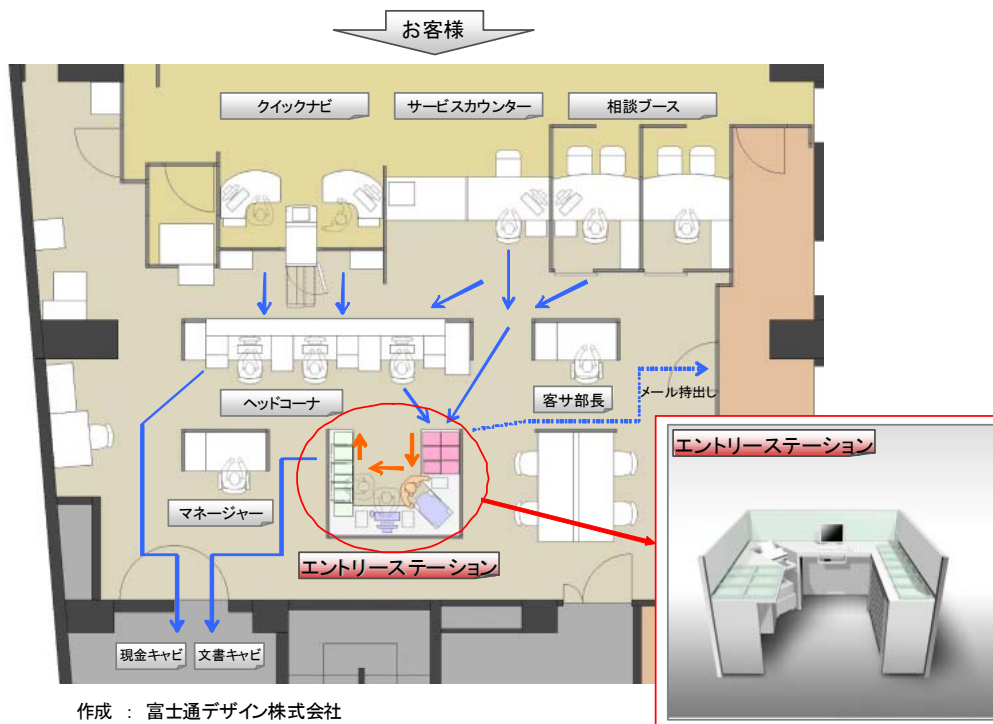 お客様
クイックナビ
サービスカウンター
相談ブース
ヘッドコーナ
客サ部長
メール持出し
マネージャー
エントリーステーション
エントリーステーション
現金キャビ
文書キャビ
作成 : 富士通デザイン株式会社